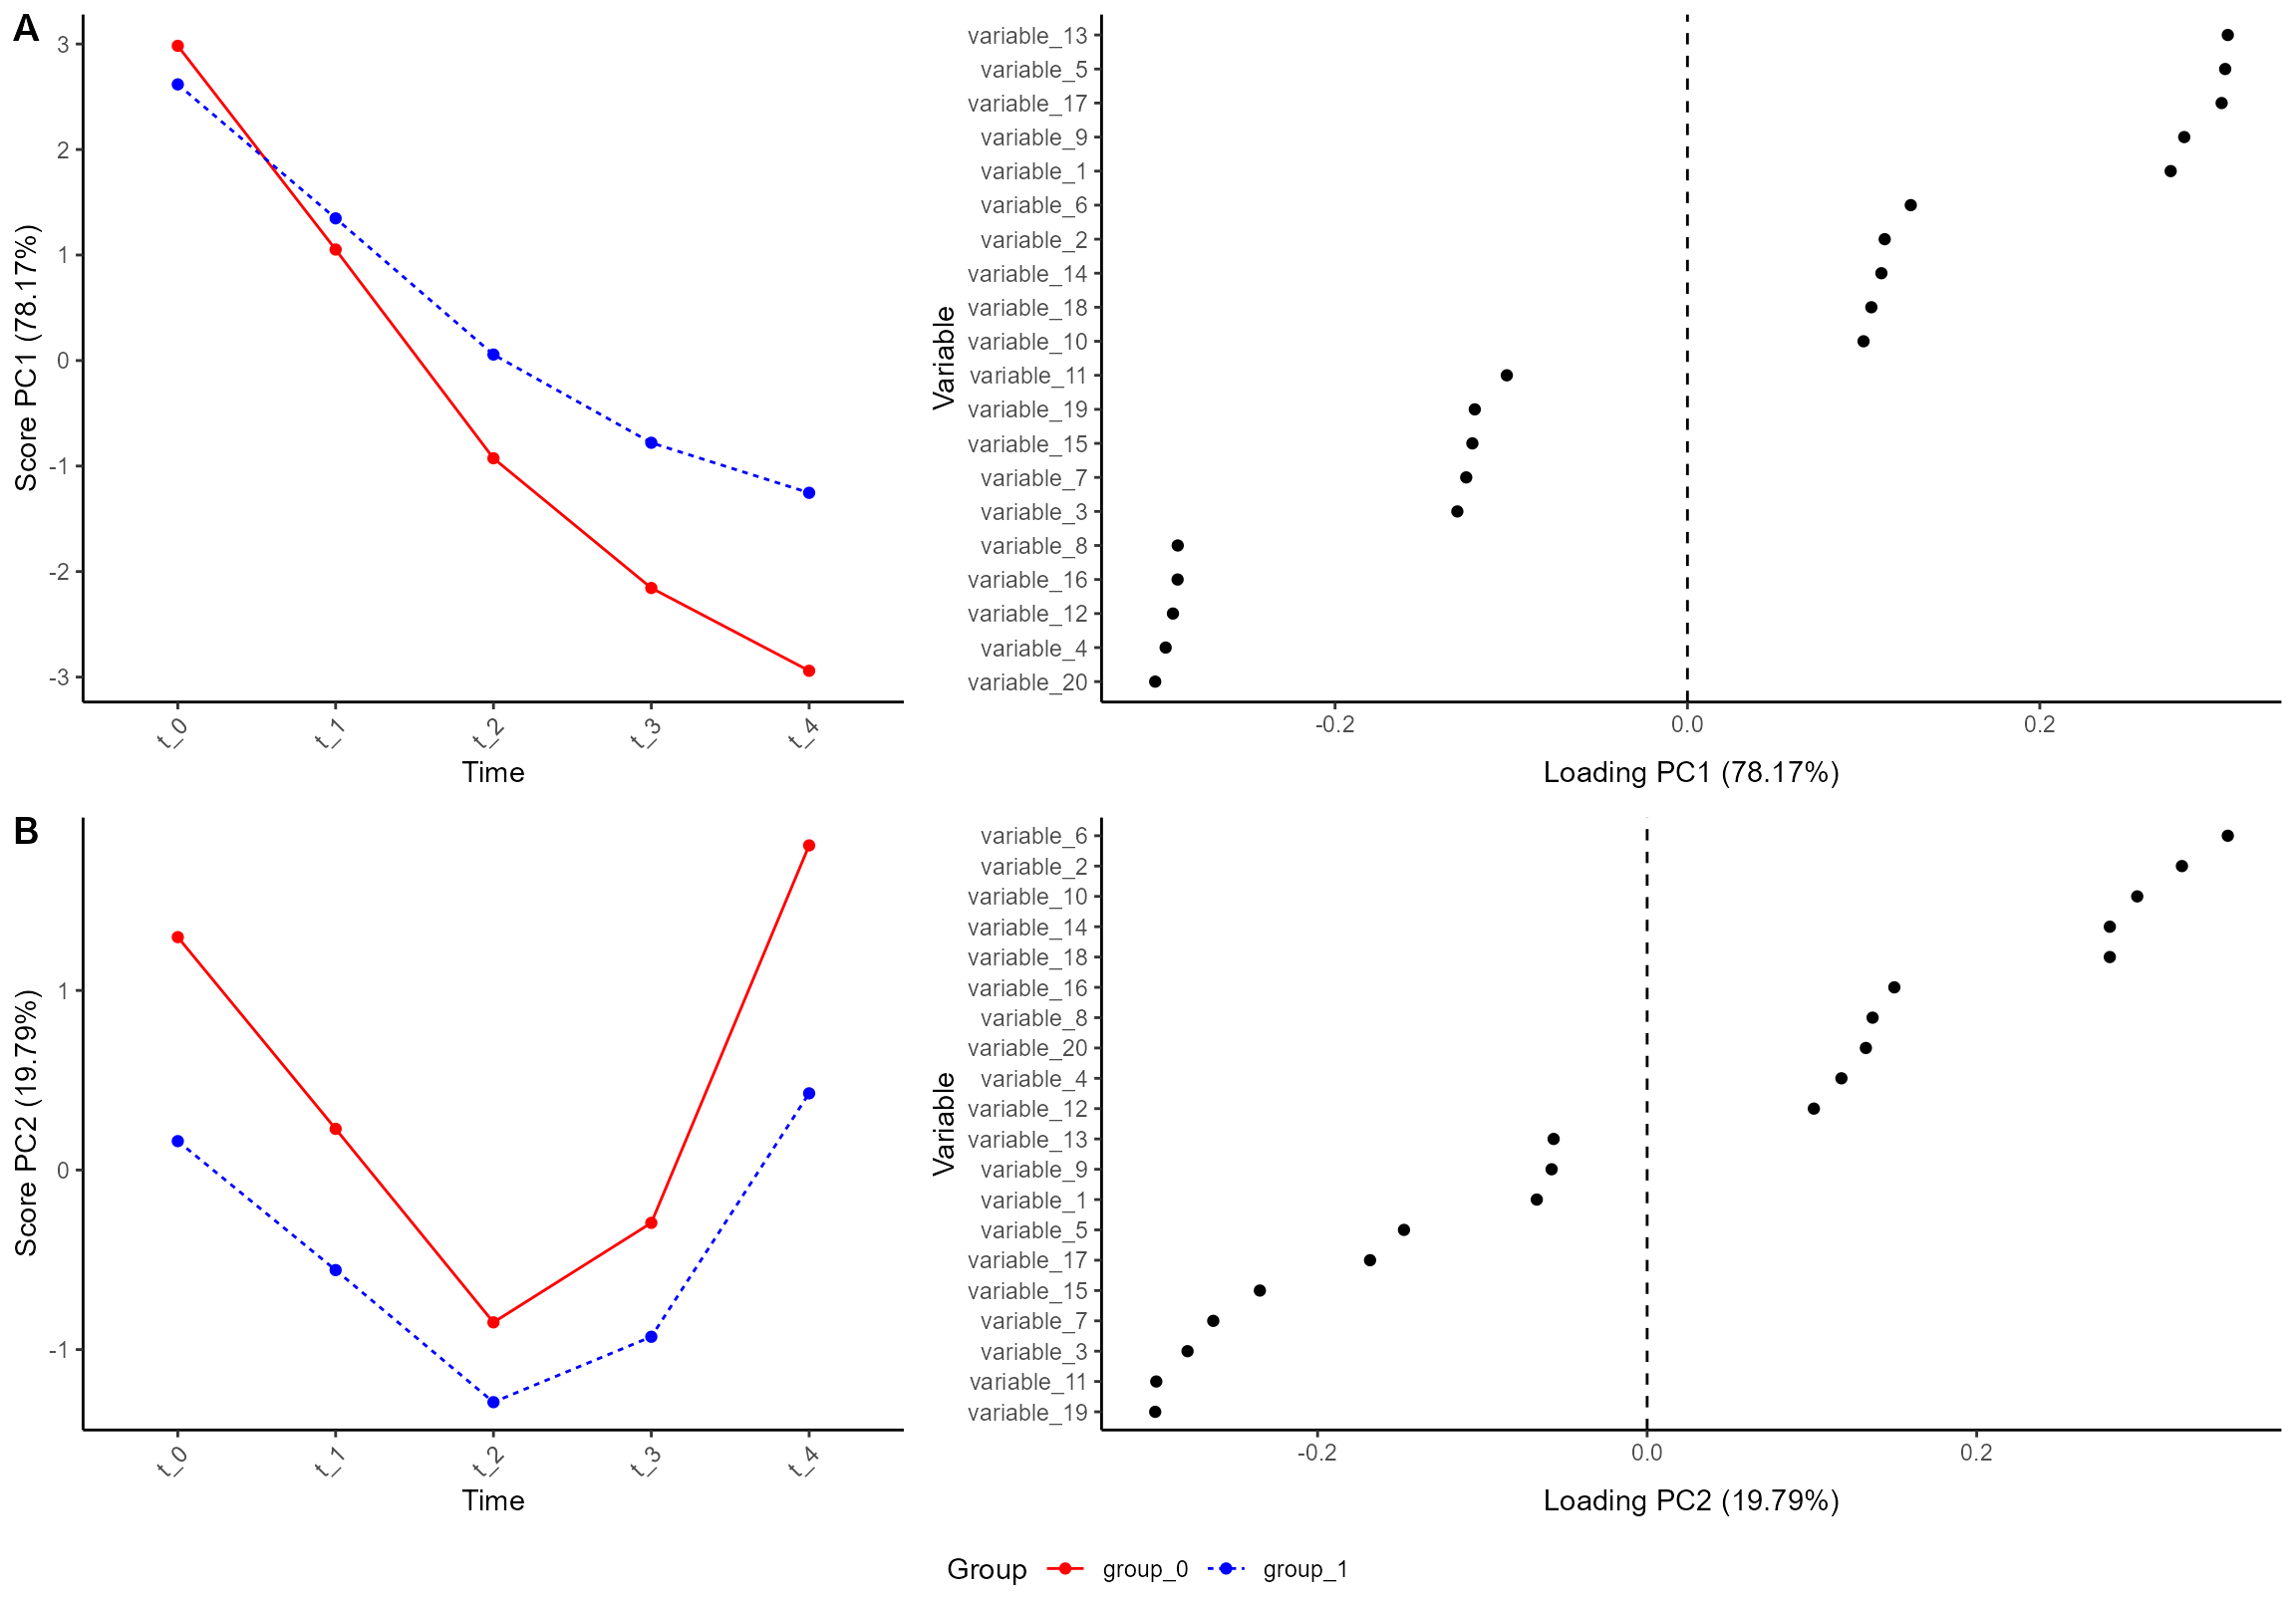 A
Score PC1 (78.17%)
3
2
1
0
-1
-2
-3
t_0
t_1
t_2
t_3
t_4
Time
Variable
variable_13
variable_5
variable_17
variable_9
variable_1
variable_6
variable_2
variable_14
variable_18
variable_10
variable_11
variable_19
variable_15
variable_7
variable_3
variable_8
variable_16
variable_12
variable_4
variable_20
-0.2
0.0
0.2
Loading PC1 (78.17%)
B
Score PC2 (19.79%)
1
0
-1
t_0
t_1
t_2
t_3
t_4
Time
Variable
variable_6
variable_2
variable_10
variable_14
variable_18
variable_16
variable_8
variable_20
variable_4
variable_12
variable_13
variable_9
variable_1
variable_5
variable_17
variable_15
variable_7
variable_3
variable_11
variable_19
-0.2
0.0
0.2
Loading PC2 (19.79%)
Group
group_0
group_1